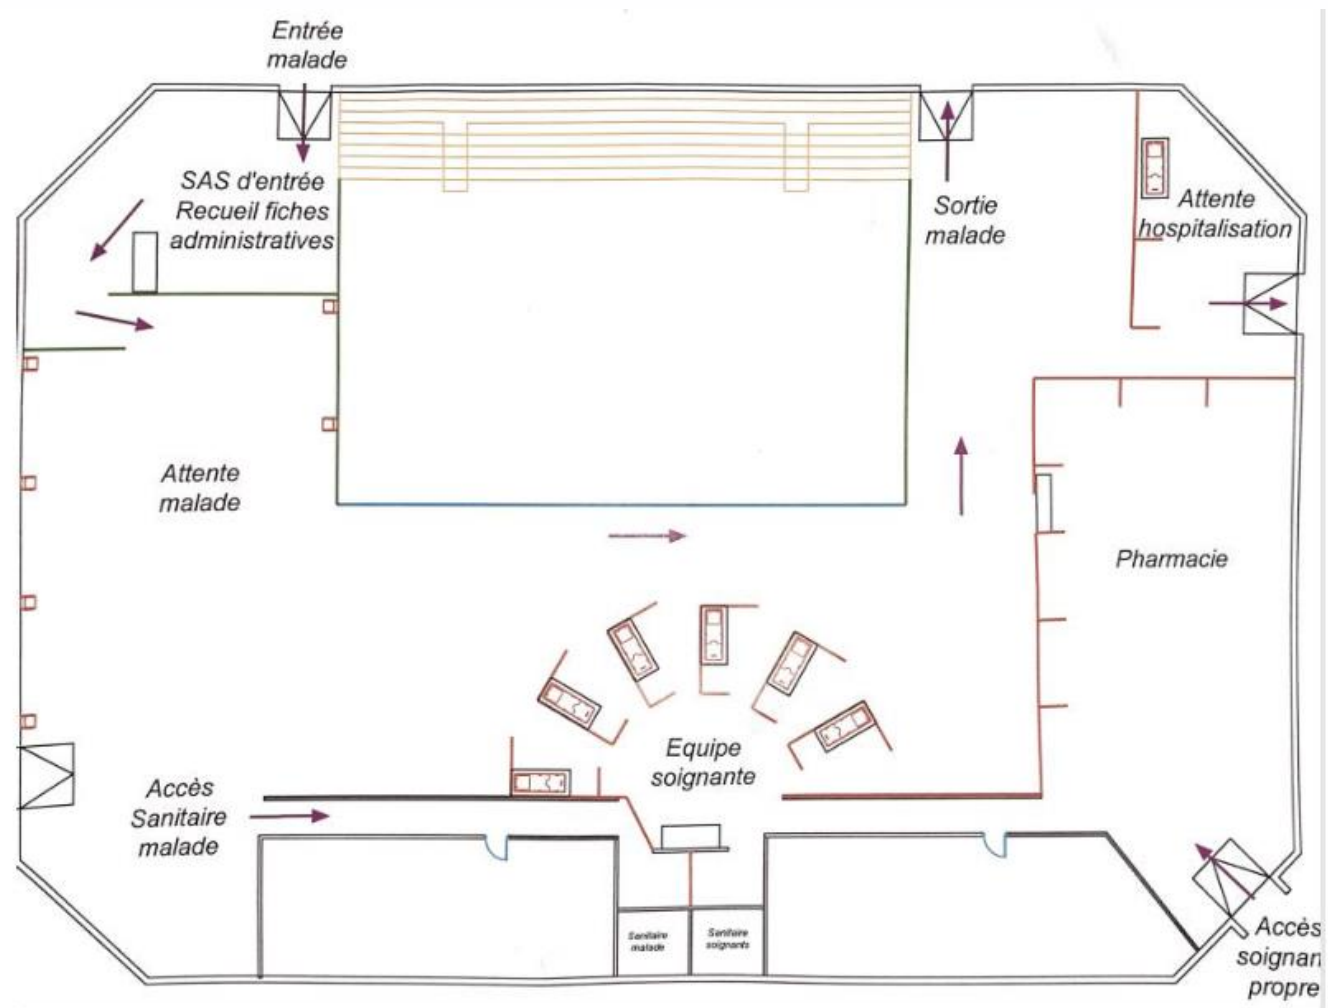 Entrée
malade
SAS d'entrée
Recueil fiches
administratives
Sortie
malade
Attente
hospitalisation
Attente
malade
Pharmacie
Equipe
soignante
Accès
Sanitaire
malade
Sanitaire
malade
Sanitaire
soignants
Accès
soignan
propre